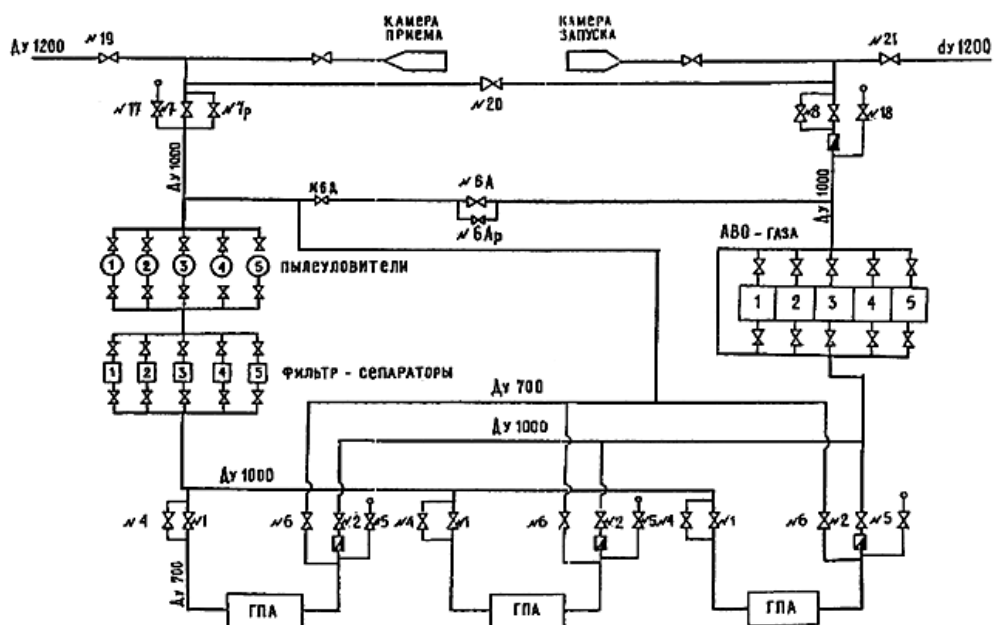 КАМЕРА
ПРИЕМА
КАМЕРА
ЗАПУСКА
Ду 1200
№19
№21
dу 1200
№20
№17
№7
№7р
№8
№18
Ду 1000
Ду 1000
№6Д
№6А
№6Ар
АВО - ГАЗА
1 2 3 4 5
ПЫЛЕУЛОВИТЕЛИ
1 2 3 4 5
1 2 3 4 5
ФИЛЬТР - СЕПАРАТОРЫ
Ду 700
Ду 1000
Ду 1000
№4 №1 №6 №2 №5 №4 №1 №6 №2 №5 №4 №1 №6 №2 №5
Ду 700
ГПА ГПА ГПА